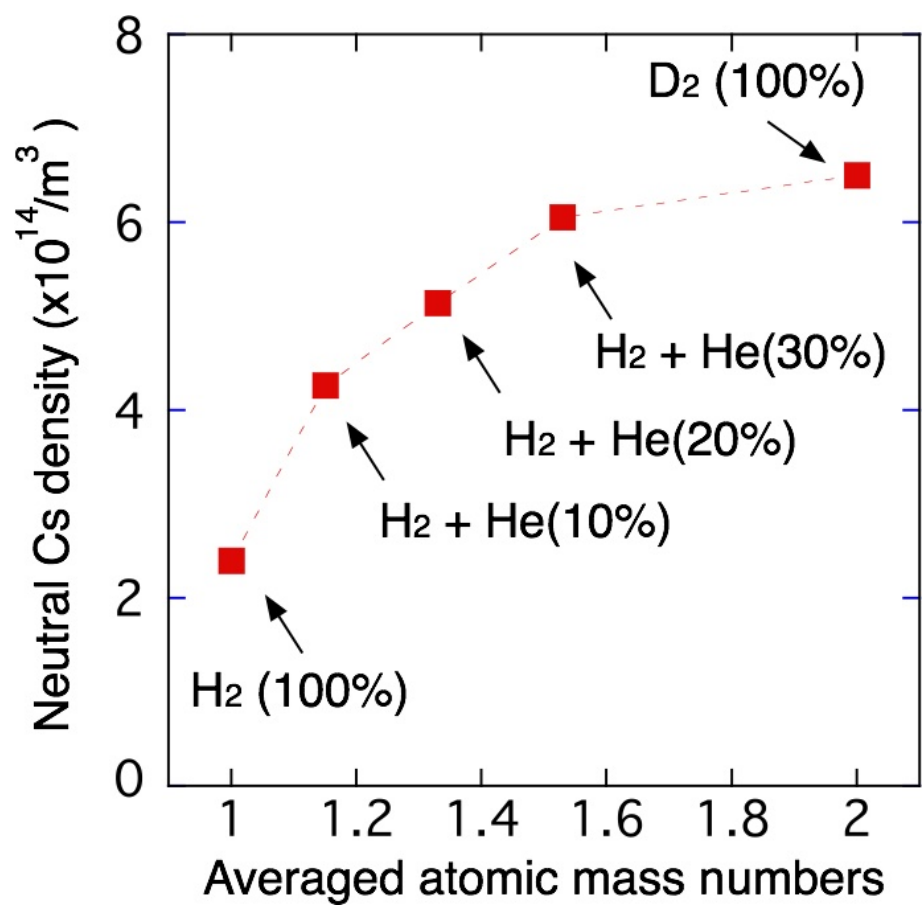 8
D2 (100%)
6
H2 + He(30%)
4
H2 + He(20%)
H2 + He(10%)
2
H2 (100%)
0
1 1.2 1.4 1.6 1.8 2
Averaged atomic mass numbers
Neutral Cs density (x10^14/m^3 )